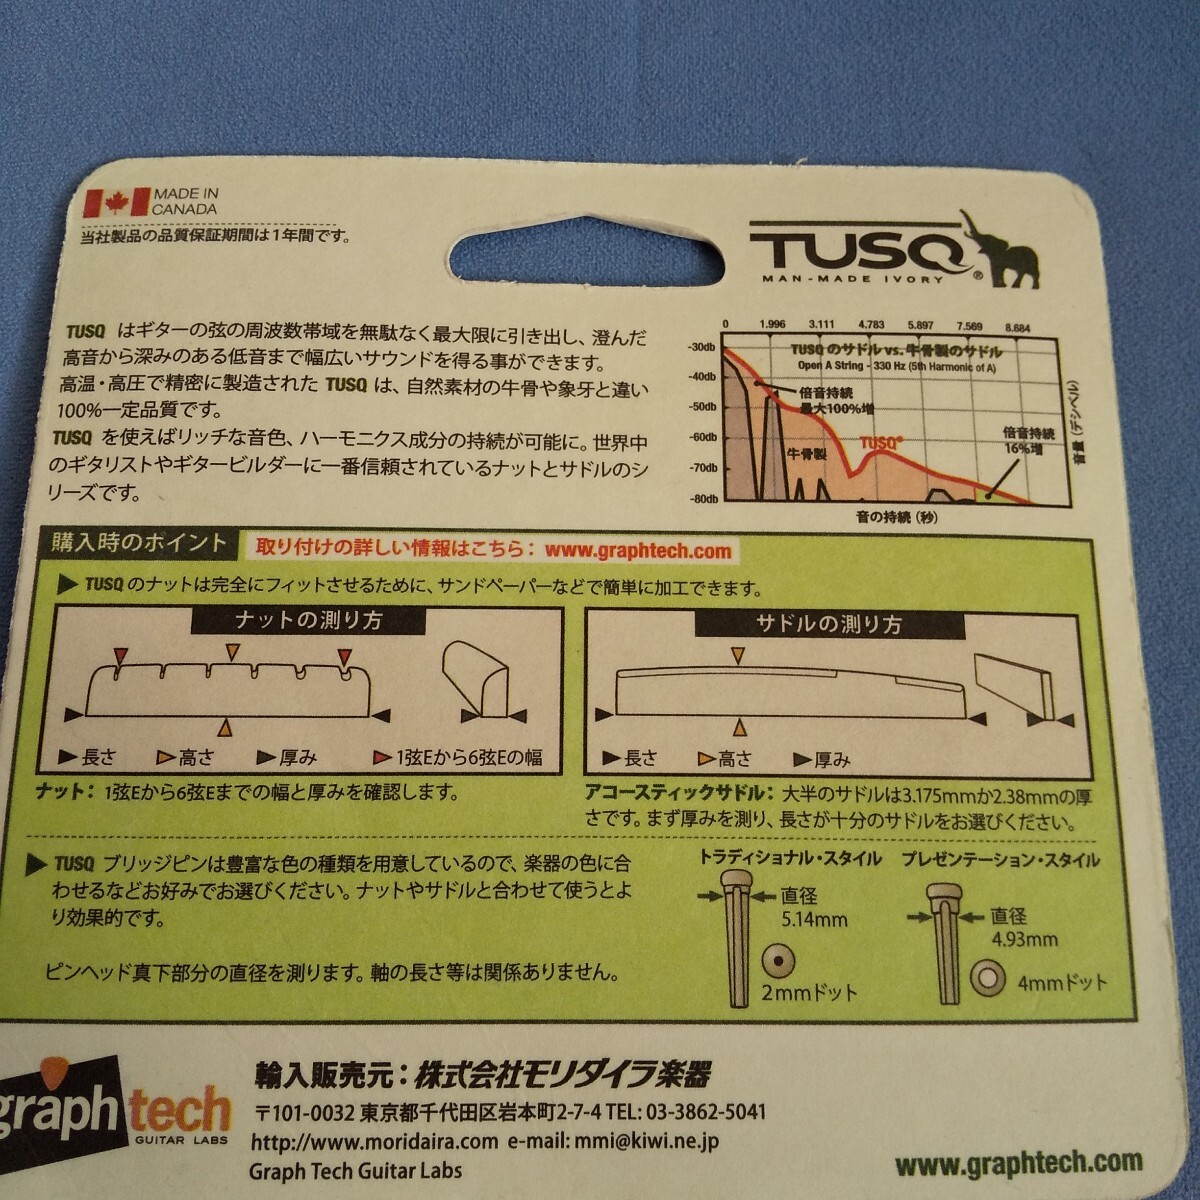 MADE IN
CANADA
当社製品の品質保証期間は1年間です。
TUSQ®
MAN-MADE IVORY
TUSQ はギターの弦の周波数帯域を無駄なく最大限に引き出し、澄んだ
高音から深みのある低音まで幅広いサウンドを得る事ができます。
高温・高圧で精密に製造された TUSQ は、自然素材の牛骨や象牙と違い
100%一定品質です。
TUSQ を使えばリッチな音色、ハーモニクス成分の持続が可能に。世界中
のギタリストやギタービルダーに一番信頼されているナットとサドルのシ
リーズです。
0 1.996 3.111 4.783 5.897 7.569 8.684
-30db
-40db
-50db
-60db
-70db
-80db
TUSQ のサドル vs. 牛骨製のサドル
Open A String - 330 Hz (5th Harmonic of A)
倍音持続
最大100%増
牛骨製
TUSQ®
倍音持続
16%増
音量(デシベル)
音の持続(秒)
購入時のポイント
取り付けの詳しい情報はこちら: www.graphtech.com
TUSQ のナットは完全にフィットさせるために、サンドペーパーなどで簡単に加工できます。
ナットの測り方
長さ 高さ 厚み 1弦Eから6弦Eの幅
ナット: 1弦Eから6弦Eまでの幅と厚みを確認します。
サドルの測り方
長さ 高さ 厚み
アコースティックサドル: 大半のサドルは3.175mmか2.38mmの厚
さです。まず厚みを測り、長さが十分のサドルをお選びください。
TUSQ ブリッジピンは豊富な色の種類を用意しているので、楽器の色に合
わせるなどお好みでお選びください。ナットやサドルと合わせて使うとよ
り効果的です。
ピンヘッド真下部分の直径を測ります。軸の長さ等は関係ありません。
トラディショナル・スタイル
直径
5.14mm
2mmドット
プレゼンテーション・スタイル
直径
4.93mm
4mmドット
graph tech
GUITAR LABS
輸入販売元:株式会社モリダイラ楽器
〒101-0032 東京都千代田区岩本町2-7-4 TEL: 03-3862-5041
http://www.moridaira.com e-mail: mmi@kiwi.ne.jp
Graph Tech Guitar Labs
www.graphtech.com